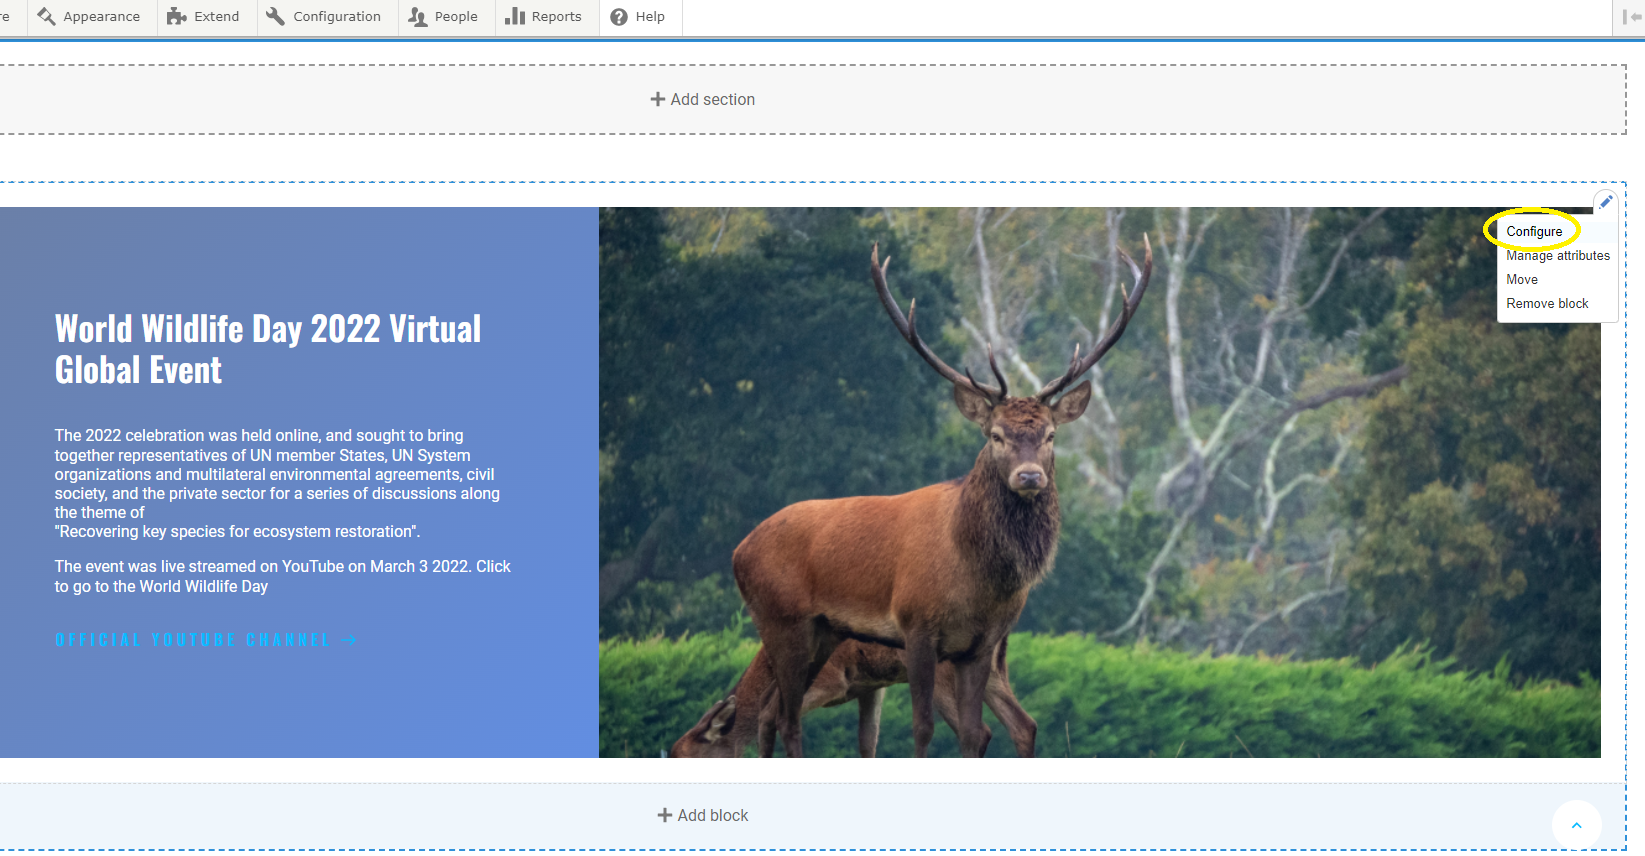 re
Appearance
Extend
Configuration
People
Reports
Help
Add section
Configure
Manage attributes
Move
Remove block
World Wildlife Day 2022 Virtual
Global Event
The 2022 celebration was held online, and sought to bring
together representatives of UN member States, UN System
organizations and multilateral environmental agreements, civil
society, and the private sector for a series of discussions along
the theme of
"Recovering key species for ecosystem restoration".
The event was live streamed on YouTube on March 3 2022. Click
to go to the World Wildlife Day
OFFICIAL YOUTUBE CHANNEL →
Add block